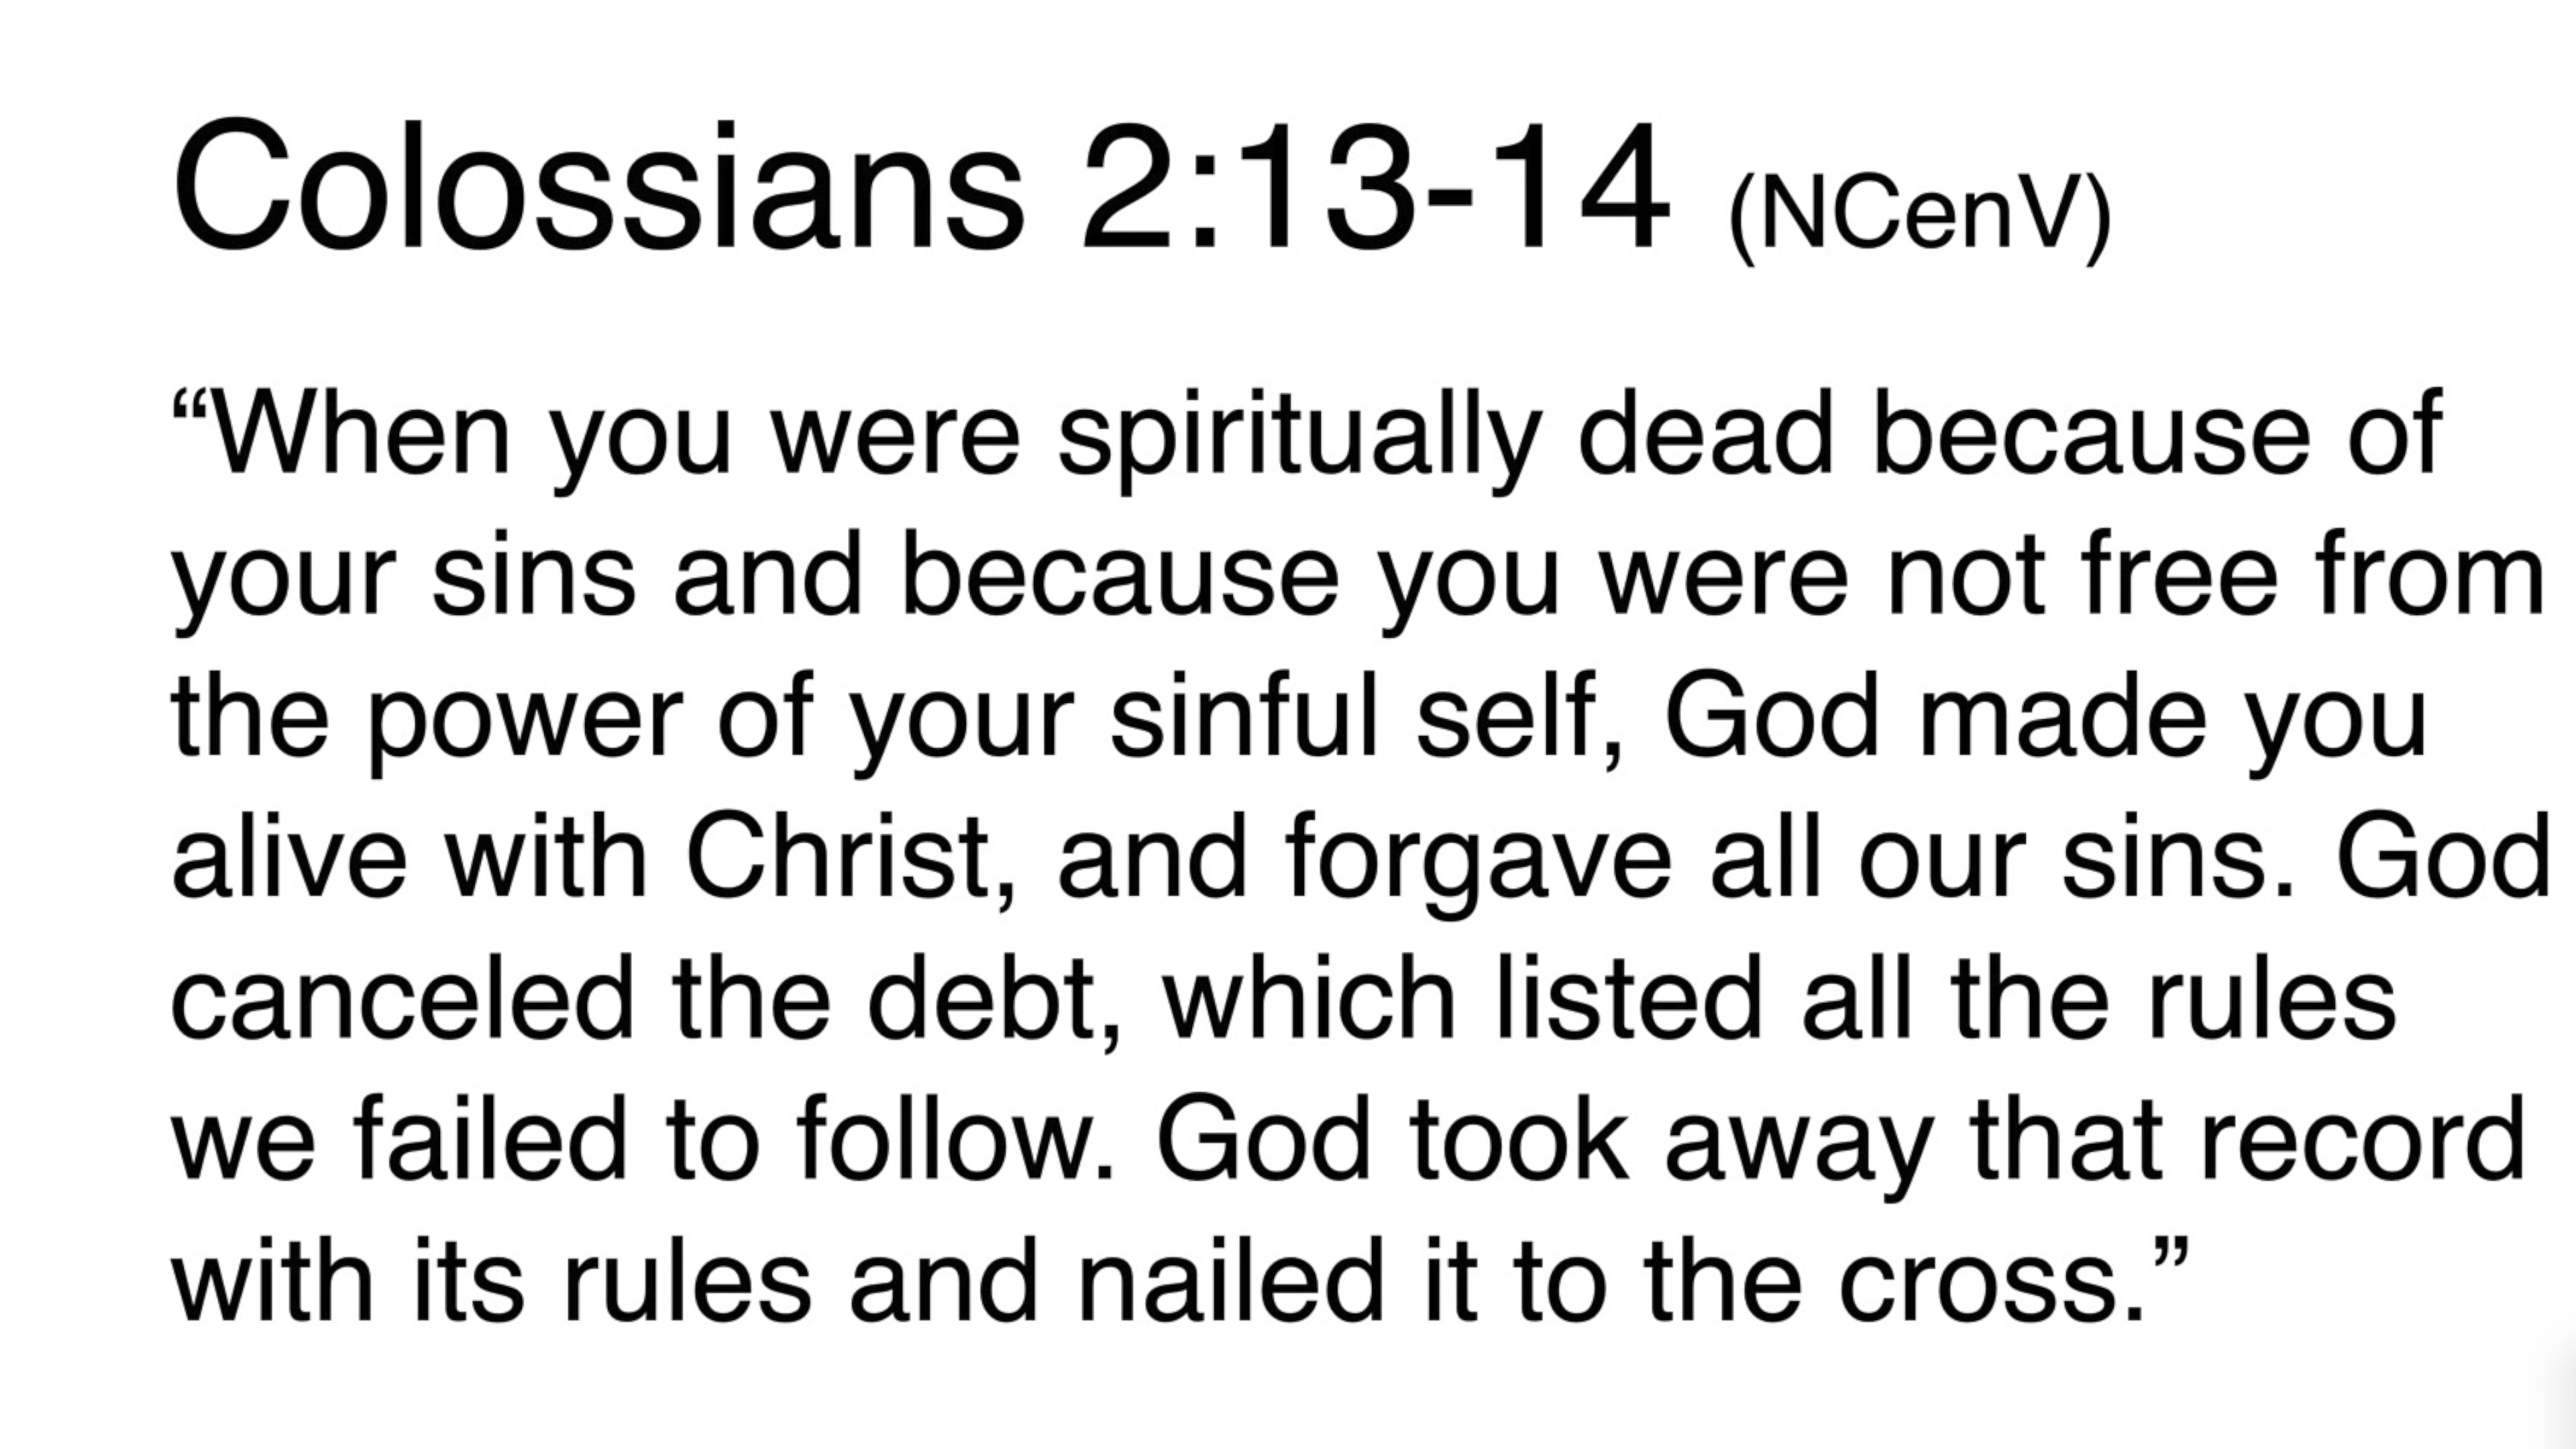 Colossians 2:13-14 (NCenV)
“When you were spiritually dead because of
your sins and because you were not free from
the power of your sinful self, God made you
alive with Christ, and forgave all our sins. God
canceled the debt, which listed all the rules
we failed to follow. God took away that record
with its rules and nailed it to the cross.”